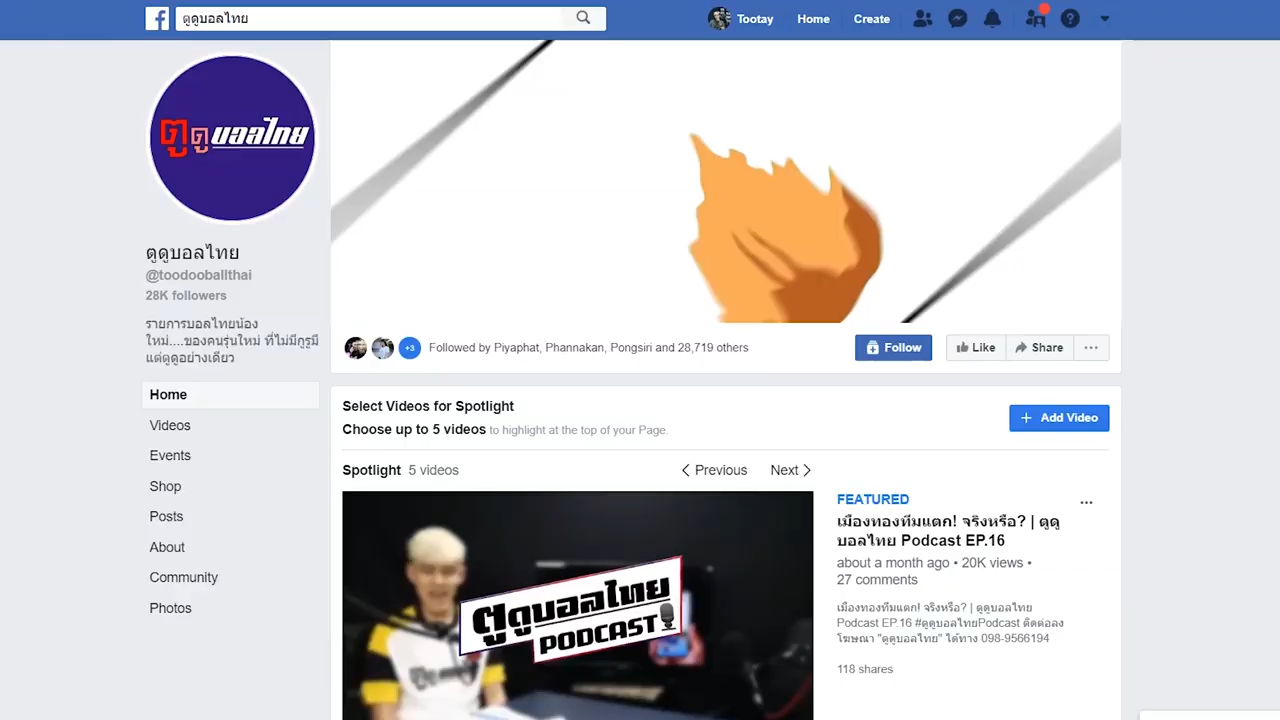 ตูดูบอลไทย
Tootay
Home
Create
ตูดูบอลไทย
ตูดูบอลไทย
@toodooballthai
28K followers
รายการบอลไทยน้อง
ใหม่....ของคนรุ่นใหม่ ที่ไม่มีกูรูมี
แต่ตูดูอย่างเดียว
Home
Videos
Events
Shop
Posts
About
Community
Photos
+3
Followed by Piyaphat, Phannakan, Pongsiri and 28,719 others
Follow
Like
Share
Select Videos for Spotlight
Choose up to 5 videos to highlight at the top of your Page.
+ Add Video
Spotlight 5 videos
Previous
Next
ตูดูบอลไทย
PODCAST
FEATURED
เมืองทองทีมแตก! จริงหรือ? | ตูดู
บอลไทย Podcast EP.16
about a month ago • 20K views •
27 comments
เมืองทองทีมแตก! จริงหรือ? | ตูดูบอลไทย
Podcast EP.16 #ตูดูบอลไทยPodcast ติดต่อลง
โฆษณา "ตูดูบอลไทย" ได้ทาง 098-9566194
118 shares